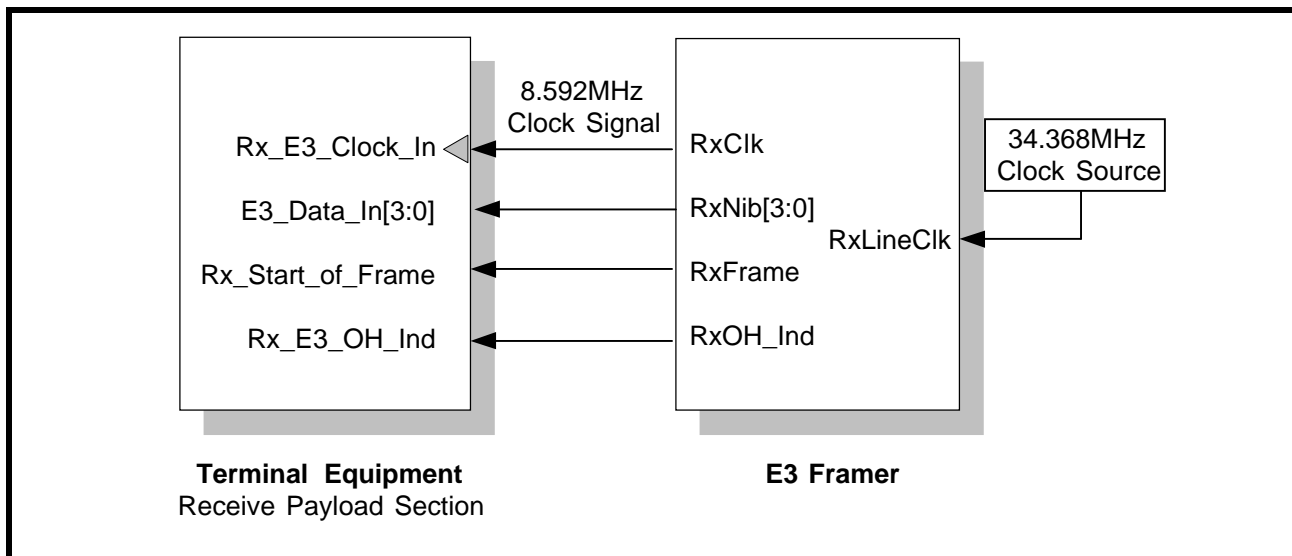 8.592MHz
Clock Signal
Rx_E3_Clock_In
RxClk
34.368MHz
Clock Source
E3_Data_In[3:0]
RxNib[3:0]
RxLineClk
Rx_Start_of_Frame
RxFrame
Rx_E3_OH_Ind
RxOH_Ind
Terminal Equipment
Receive Payload Section
E3 Framer